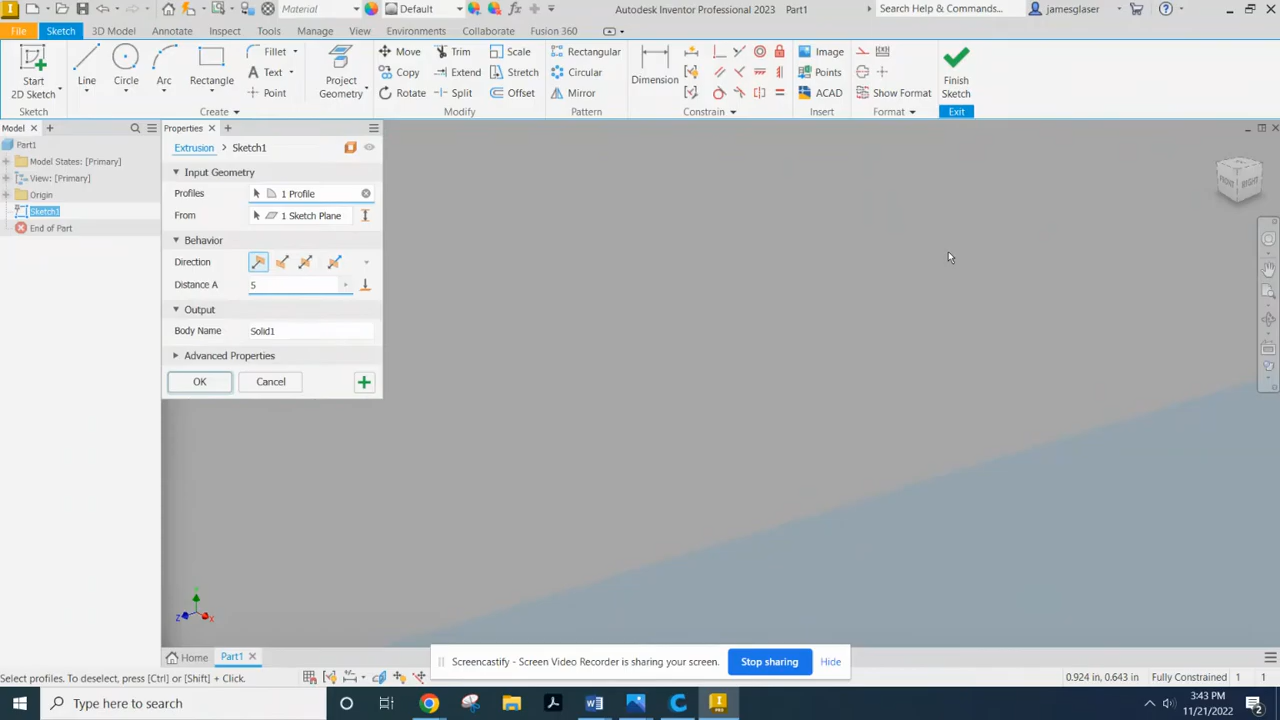 Material
Default
Autodesk Inventor Professional 2023 Part1
Search Help & Commands...
jamesglaser
File
Sketch
3D Model
Annotate
Inspect
Tools
Manage
View
Environments
Collaborate
Fusion 360
Start
2D Sketch
Line
Circle
Arc
Rectangle
Fillet
Text
Point
Project
Geometry
Move
Copy
Rotate
Trim
Extend
Split
Scale
Stretch
Offset
Rectangular
Circular
Mirror
Dimension
Image
Points
ACAD
Show Format
Finish
Sketch
Sketch
Create
Modify
Pattern
Constrain
Insert
Format
Exit
Model
Part1
Model States: [Primary]
View: [Primary]
Origin
Sketch1
End of Part
Properties
Extrusion > Sketch1
Input Geometry
Profiles 1 Profile
From 1 Sketch Plane
Behavior
Direction
Distance A 5
Output
Body Name Solid1
Advanced Properties
OK Cancel
FRONT RIGHT
Z X
Home Part1
Screencastify - Screen Video Recorder is sharing your screen.
Stop sharing
Hide
Select profiles. To deselect, press [Ctrl] or [Shift] + Click.
0.924 in, 0.643 in Fully Constrained 1 1
Type here to search
3:43 PM
11/21/2022
2